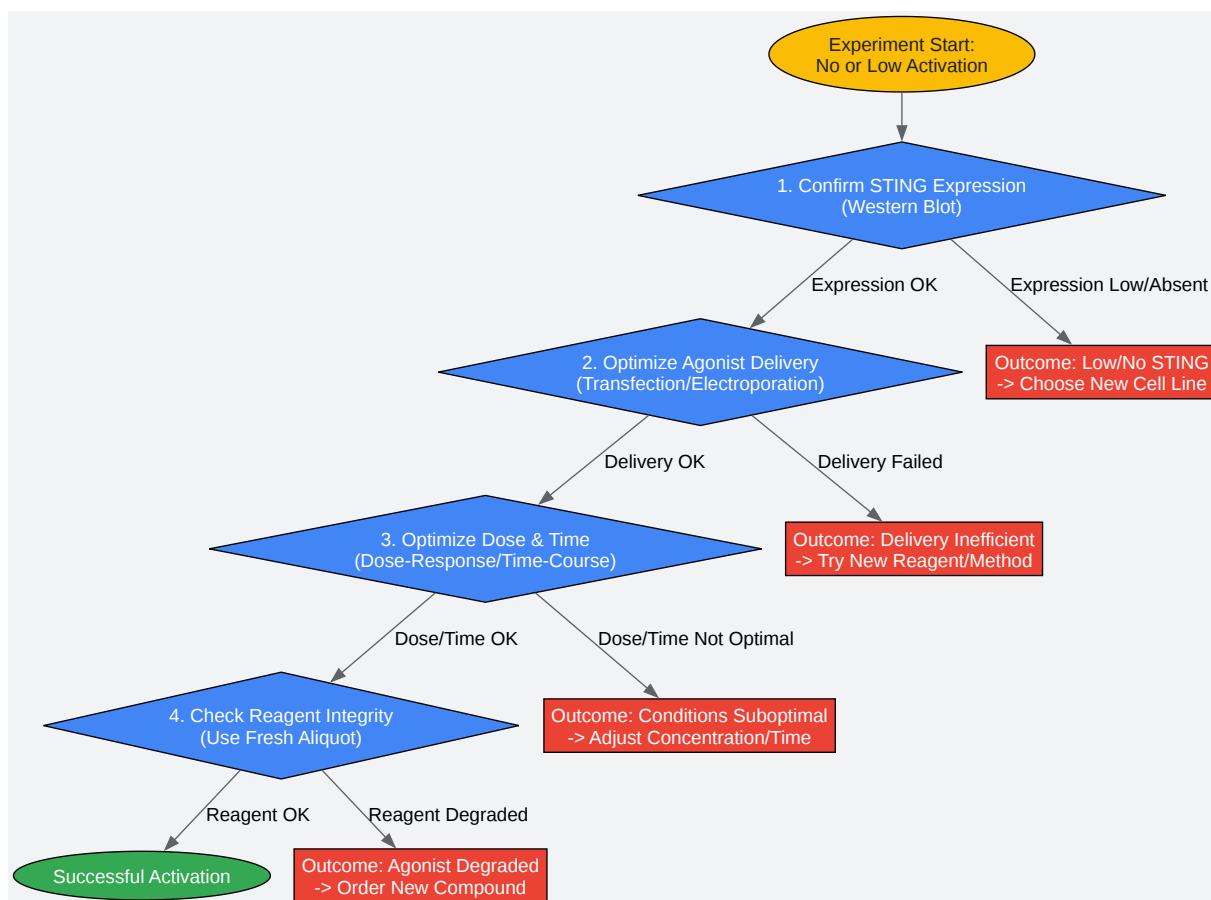 Experiment Start:
No or Low Activation
1. Confirm STING Expression
(Western Blot)
Expression OK
Expression Low/Absent
2. Optimize Agonist Delivery
(Transfection/Electroporation)
Outcome: Low/No STING
-> Choose New Cell Line
Delivery OK
Delivery Failed
3. Optimize Dose & Time
(Dose-Response/Time-Course)
Outcome: Delivery Inefficient
-> Try New Reagent/Method
Dose/Time OK
Dose/Time Not Optimal
4. Check Reagent Integrity
(Use Fresh Aliquot)
Outcome: Conditions Suboptimal
-> Adjust Concentration/Time
Reagent OK
Reagent Degraded
Successful Activation
Outcome: Agonist Degraded
-> Order New Compound